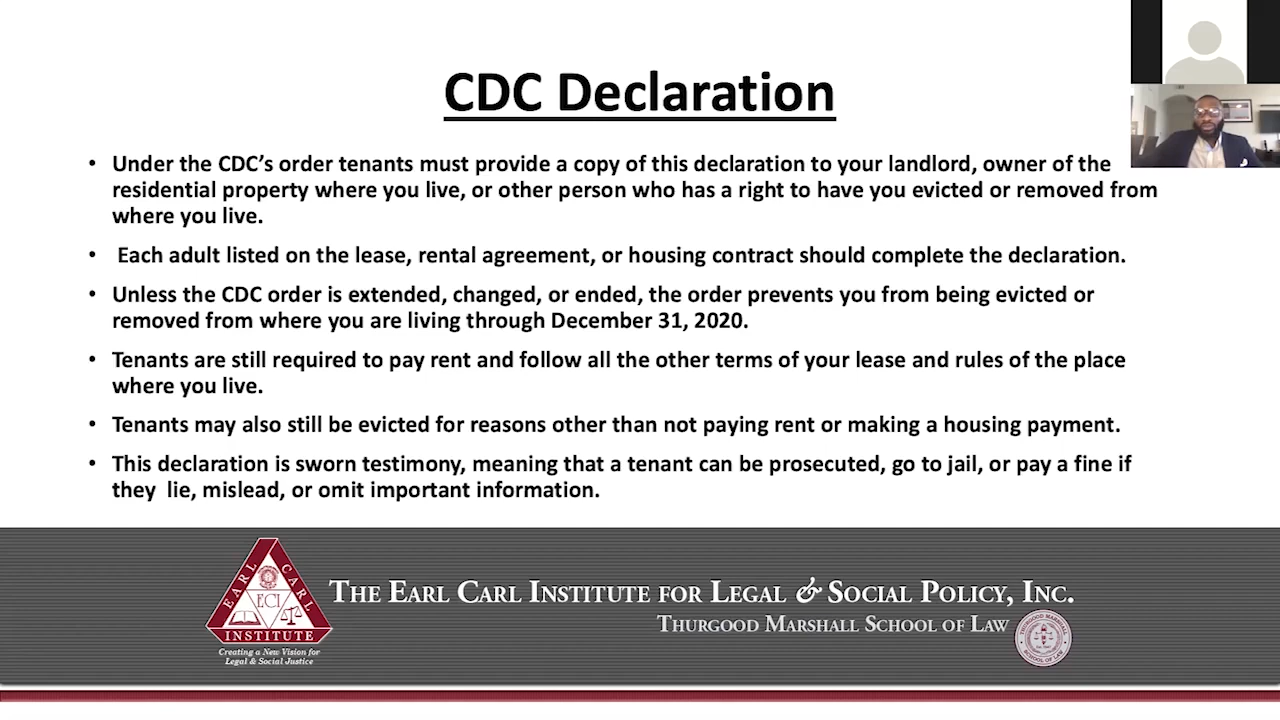 CDC Declaration
• Under the CDC’s order tenants must provide a copy of this declaration to your landlord, owner of the
residential property where you live, or other person who has a right to have you evicted or removed from
where you live.
• Each adult listed on the lease, rental agreement, or housing contract should complete the declaration.
• Unless the CDC order is extended, changed, or ended, the order prevents you from being evicted or
removed from where you are living through December 31, 2020.
• Tenants are still required to pay rent and follow all the other terms of your lease and rules of the place
where you live.
• Tenants may also still be evicted for reasons other than not paying rent or making a housing payment.
• This declaration is sworn testimony, meaning that a tenant can be prosecuted, go to jail, or pay a fine if
they  lie, mislead, or omit important information.
EARL CARL
ECI
INSTITUTE
Creating a New Vision for
Legal & Social Justice
THE EARL CARL INSTITUTE FOR LEGAL & SOCIAL POLICY, INC.
THURGOOD MARSHALL SCHOOL OF LAW
THURGOOD MARSHALL
SCHOOL OF LAW